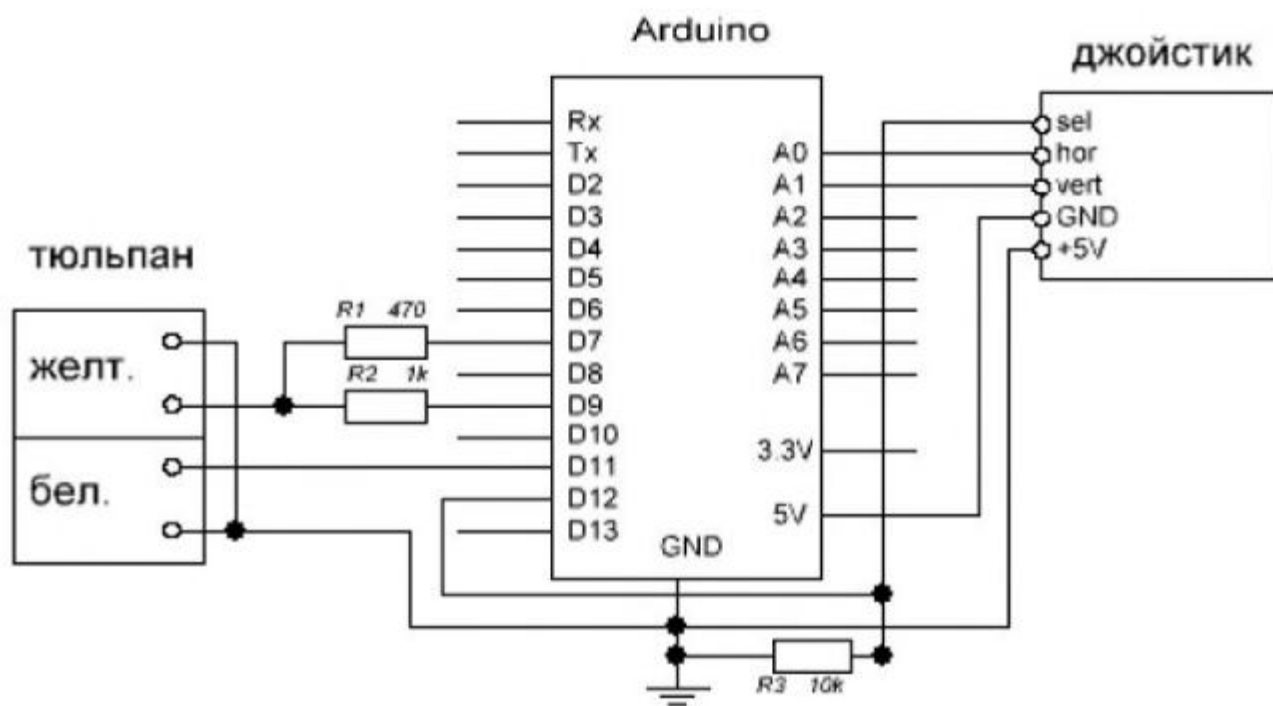 Arduino
джойстик
Rx
Tx
D2
D3
D4
D5
D6
D7
D8
D9
D10
D11
D12
D13
A0
A1
A2
A3
A4
A5
A6
A7
3.3V
5V
GND
sel
hor
vert
GND
+5V
тюльпан
желт.
бел.
R1 470
R2 1k
R3 10k